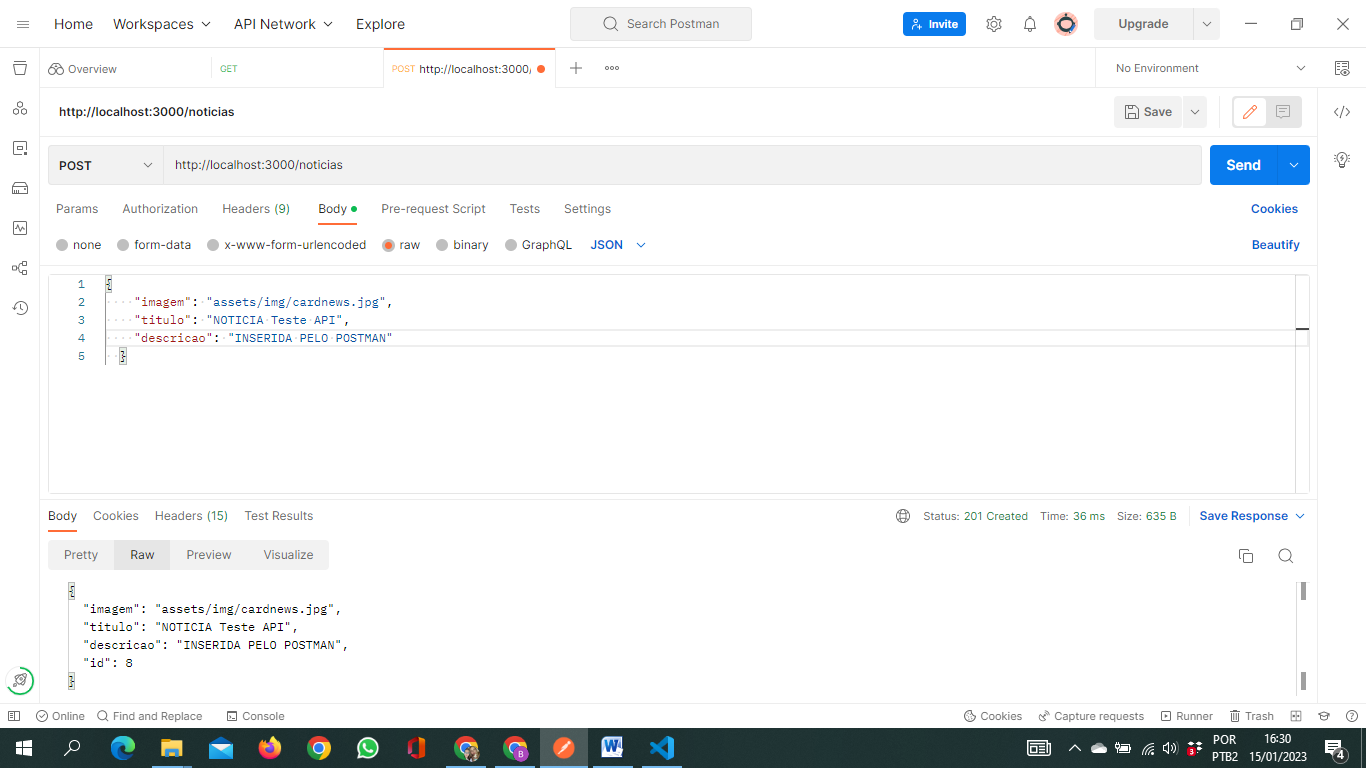 Home Workspaces API Network Explore Search Postman Invite Upgrade
Overview GET POST http://localhost:3000/ No Environment
http://localhost:3000/noticias Save
POST http://localhost:3000/noticias Send
Params Authorization Headers (9) Body Pre-request Script Tests Settings Cookies
none form-data x-www-form-urlencoded raw binary GraphQL JSON Beautify
1 {
2 "imagem": "assets/img/cardnews.jpg",
3 "titulo": "NOTICIA Teste API",
4 "descricao": "INSERIDA PELO POSTMAN"
5 }
Body Cookies Headers (15) Test Results Status: 201 Created Time: 36 ms Size: 635 B Save Response
Pretty Raw Preview Visualize
{
"imagem": "assets/img/cardnews.jpg",
"titulo": "NOTICIA Teste API",
"descricao": "INSERIDA PELO POSTMAN",
"id": 8
}
Online Find and Replace Console Cookies Capture requests Runner Trash
POR 16:30
PTB2 15/01/2023
B
3
4